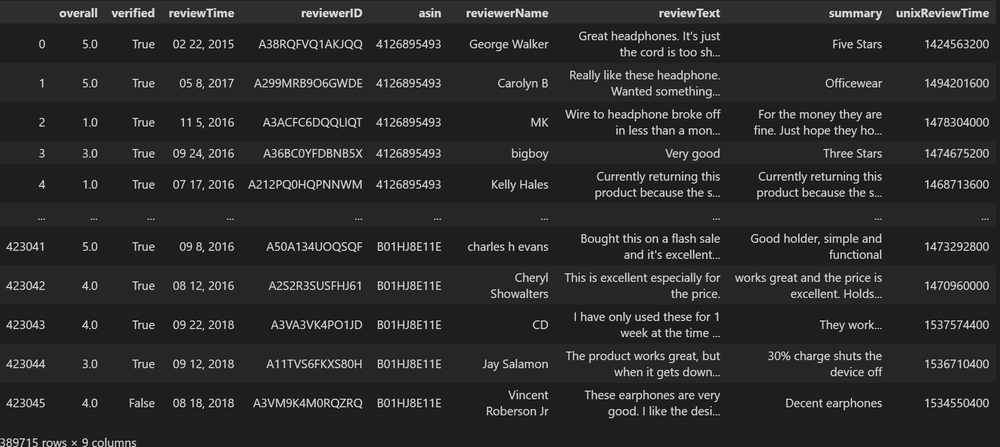 overall verified reviewTime reviewerID asin reviewerName reviewText summary unixReviewTime
0 5.0 True 02 22, 2015 A38RQFVQ1AKJQQ 4126895493 George Walker Great headphones. It's just the cord is too sh... Five Stars 1424563200
1 5.0 True 05 8, 2017 A299MRB9O6GWDE 4126895493 Carolyn B Really like these headphone. Wanted something... Officewear 1494201600
2 1.0 True 11 5, 2016 A3ACFC6DQQLIQT 4126895493 MK Wire to headphone broke off in less than a mon... For the money they are fine. Just hope they ho... 1478304000
3 3.0 True 09 24, 2016 A36BC0YFDBNB5X 4126895493 bigboy Very good Three Stars 1474675200
4 1.0 True 07 17, 2016 A212PQ0HQPNNWM 4126895493 Kelly Hales Currently returning this product because the s... Currently returning this product because the s... 1468713600
... ... ... ... ... ... ... ... ... ...
423041 5.0 True 09 8, 2016 A50A134UOQSQF B01HJ8E11E charles h evans Bought this on a flash sale and it's excellent... Good holder, simple and functional 1473292800
423042 4.0 True 08 12, 2016 A2S2R3SUSFHJ61 B01HJ8E11E Cheryl Showalters This is excellent especially for the price. works great and the price is excellent. Holds... 1470960000
423043 4.0 True 09 22, 2018 A3VA3VK4PO1JD B01HJ8E11E CD I have only used these for 1 week at the time ... They work... 1537574400
423044 3.0 True 09 12, 2018 A11TVS6FKXS80H B01HJ8E11E Jay Salamon The product works great, but when it gets down... 30% charge shuts the device off 1536710400
423045 4.0 False 08 18, 2018 A3VM9K4M0RQZRQ B01HJ8E11E Vincent Roberson Jr These earphones are very good. I like the desi... Decent earphones 1534550400
389715 rows × 9 columns